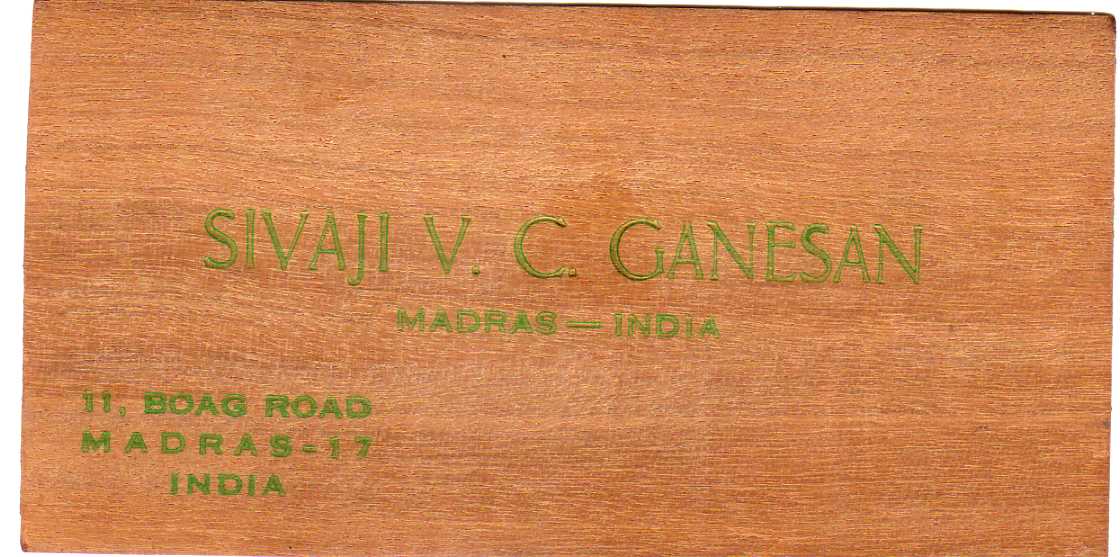 SIVAJI V. C. GANESAN
MADRAS — INDIA
11, BOAG ROAD
MADRAS-17
INDIA